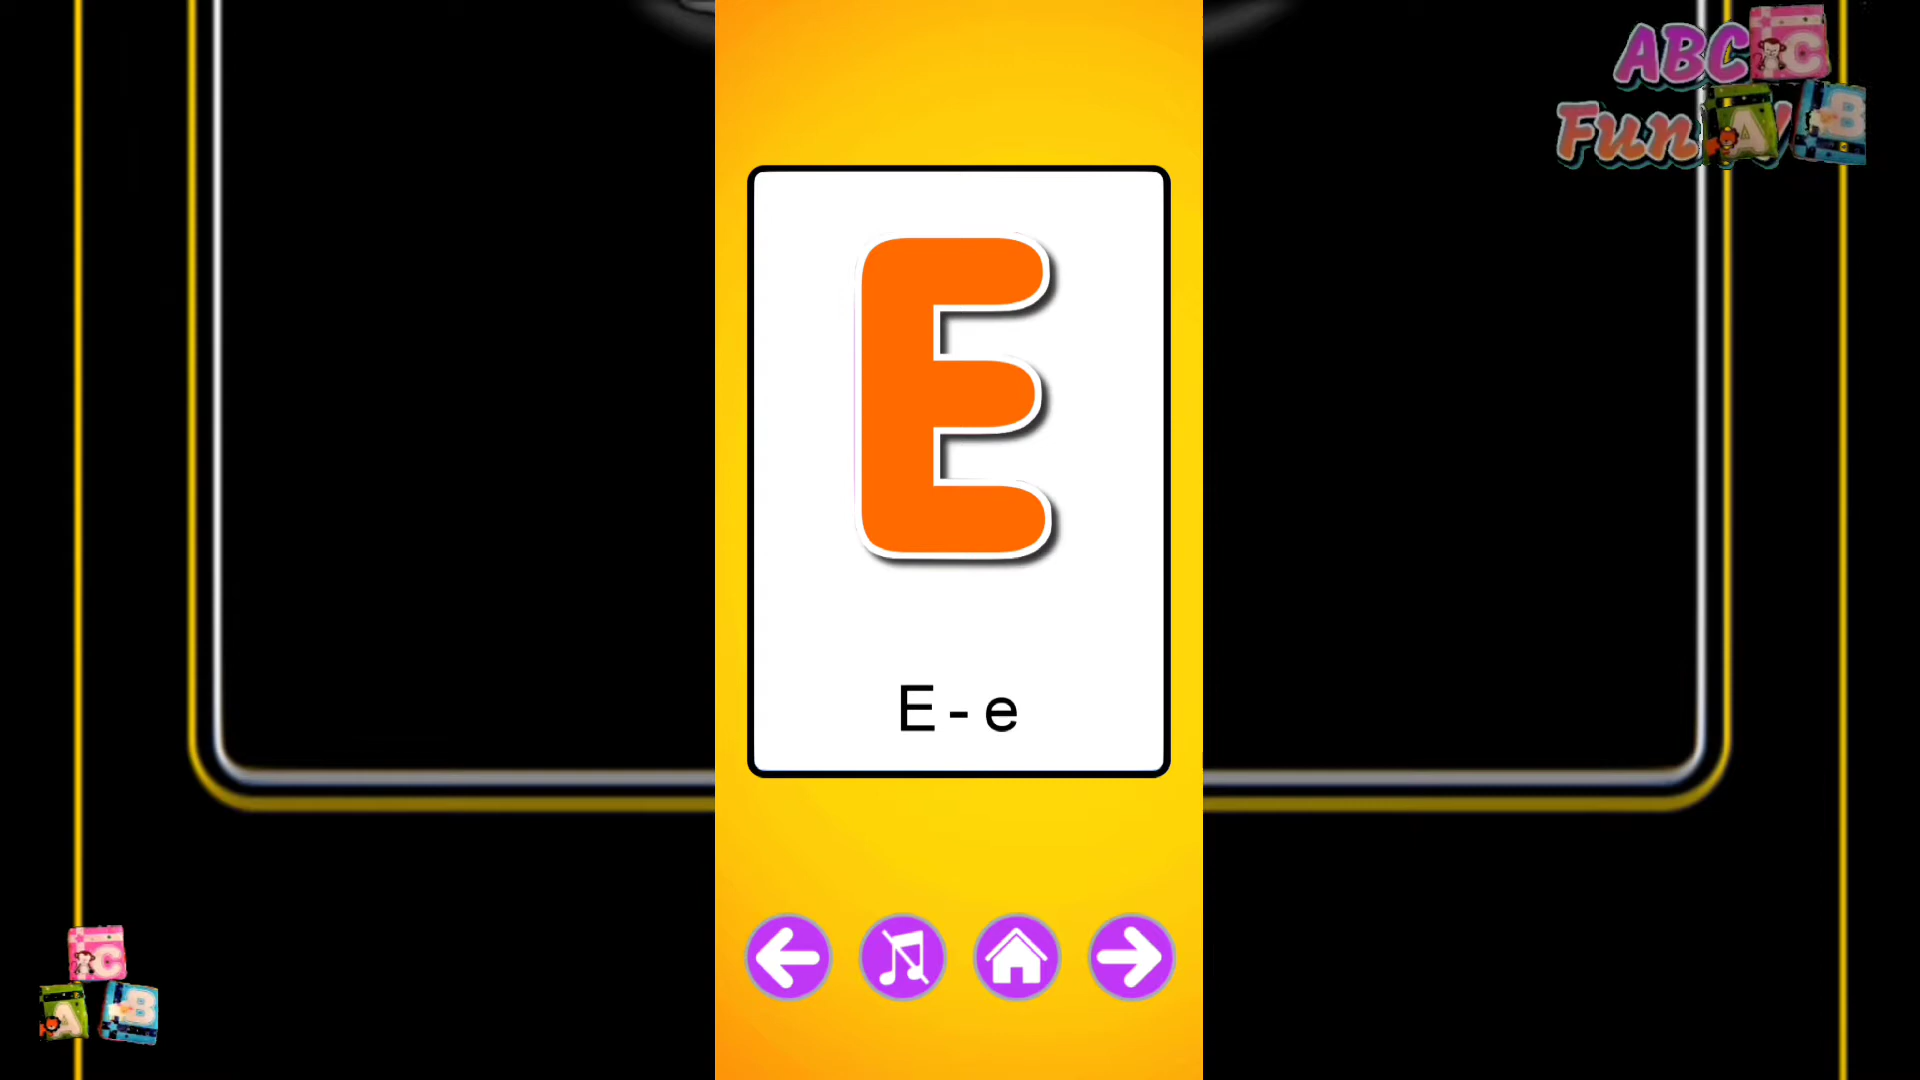 ABC C
Fun A B
E
E - e
C
A B